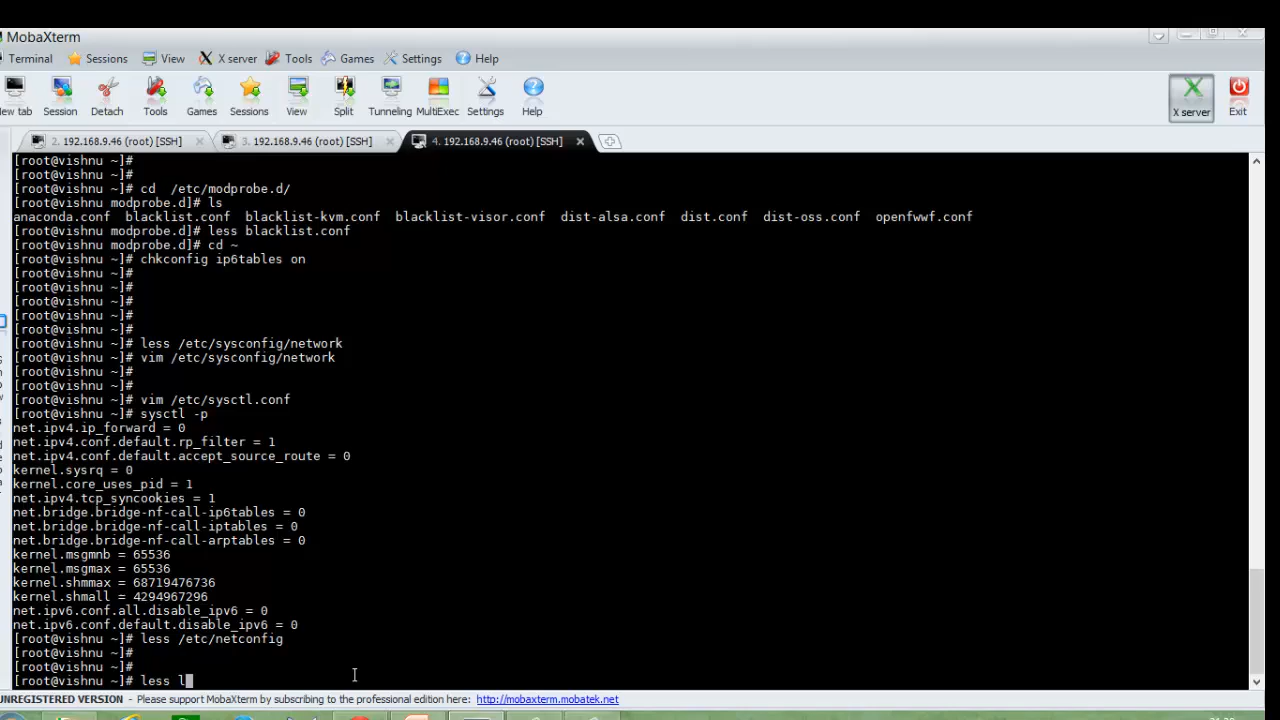 MobaXterm
Terminal Sessions View X server Tools Games Settings Help
Session Detach Tools Games Sessions View Split Tunneling MultiExec Settings Help X server Exit
2. 192.168.9.46 (root) [SSH] 3. 192.168.9.46 (root) [SSH] 4. 192.168.9.46 (root) [SSH]
[root@vishnu ~]#
[root@vishnu ~]#
[root@vishnu ~]# cd  /etc/modprobe.d/
[root@vishnu modprobe.d]# ls
anaconda.conf  blacklist.conf  blacklist-kvm.conf  blacklist-visor.conf  dist-alsa.conf  dist.conf  dist-oss.conf  openfwwf.conf
[root@vishnu modprobe.d]# less blacklist.conf
[root@vishnu modprobe.d]# cd ~
[root@vishnu ~]# chkconfig ip6tables on
[root@vishnu ~]#
[root@vishnu ~]#
[root@vishnu ~]#
[root@vishnu ~]#
[root@vishnu ~]#
[root@vishnu ~]# less /etc/sysconfig/network
[root@vishnu ~]# vim /etc/sysconfig/network
[root@vishnu ~]#
[root@vishnu ~]#
[root@vishnu ~]# vim /etc/sysctl.conf
[root@vishnu ~]# sysctl -p
net.ipv4.ip_forward = 0
net.ipv4.conf.default.rp_filter = 1
net.ipv4.conf.default.accept_source_route = 0
kernel.sysrq = 0
kernel.core_uses_pid = 1
net.ipv4.tcp_syncookies = 1
net.bridge.bridge-nf-call-ip6tables = 0
net.bridge.bridge-nf-call-iptables = 0
net.bridge.bridge-nf-call-arptables = 0
kernel.msgmnb = 65536
kernel.msgmax = 65536
kernel.shmmax = 68719476736
kernel.shmall = 4294967296
net.ipv6.conf.all.disable_ipv6 = 0
net.ipv6.conf.default.disable_ipv6 = 0
[root@vishnu ~]# less /etc/netconfig
[root@vishnu ~]#
[root@vishnu ~]#
[root@vishnu ~]# less l
UNREGISTERED VERSION - Please support MobaXterm by subscribing to the professional edition here: http://mobaxterm.mobatek.net